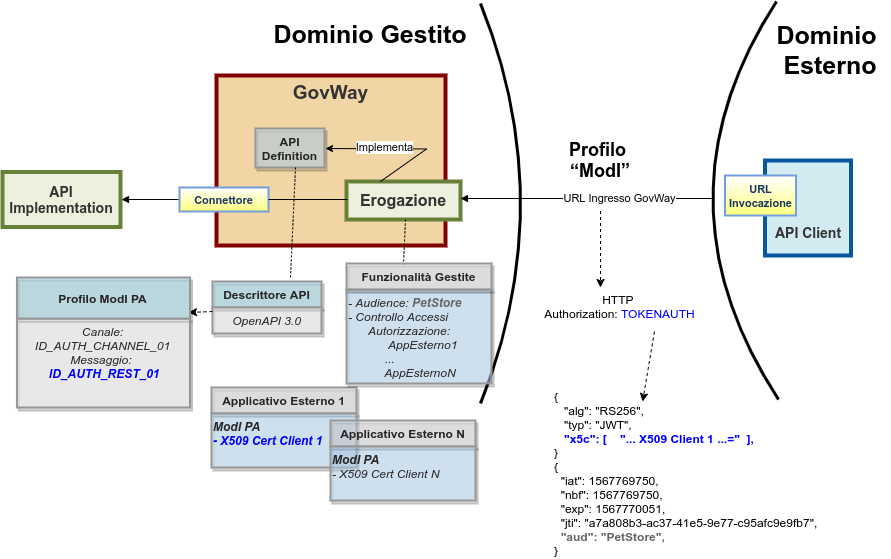 Dominio Gestito
Dominio
Esterno
GovWay
API
Definition
Implementa
Profilo
“ModI”
API
Implementation
Connettore
Erogazione
URL Ingresso GovWay
URL
Invocazione
API Client
Profilo ModI PA
Canale:
ID_AUTH_CHANNEL_01
Messaggio:
ID_AUTH_REST_01
Descrittore API
OpenAPI 3.0
Funzionalità Gestite
- Audience: PetStore
- Controllo Accessi
Autorizzazione:
AppEsterno1
...
AppEsternoN
HTTP
Authorization: TOKENAUTH
Applicativo Esterno 1
ModI PA
- X509 Cert Client 1
Applicativo Esterno N
ModI PA
- X509 Cert Client N
{
"alg": "RS256",
"typ": "JWT",
"x5c": [ "... X509 Client 1 ...=" ],
}
{
"iat": 1567769750,
"nbf": 1567769750,
"exp": 1567770051,
"jti": "a7a808b3-ac37-41e5-9e77-c95afc9e9fb7",
"aud": "PetStore",
}